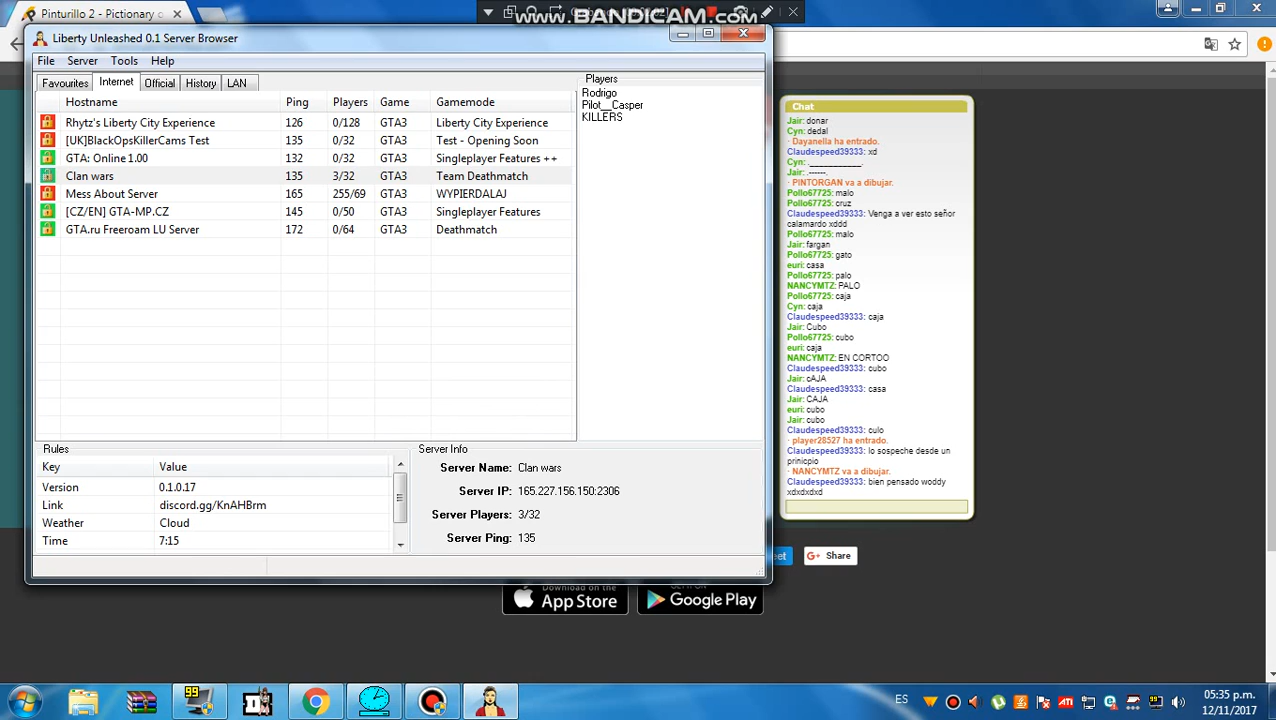 Pinturillo 2 - Pictionary
www.BANDICAM.com
Liberty Unleashed 0.1 Server Browser
File Server Tools Help
Favourites Internet Official History LAN
Hostname Ping Players Game Gamemode
Rhytz's Liberty City Experience 126 0/128 GTA3 Liberty City Experience
[UK]BlackOpsKillerCams Test 135 0/32 GTA3 Test - Opening Soon
GTA: Online 1.00 132 0/32 GTA3 Singleplayer Features ++
Clan wars 135 3/32 GTA3 Team Deathmatch
Meshkanout Server 165 255/69 GTA3 WYPIERDALAJ
[CZ/EN] GTA-MP.CZ 145 0/50 GTA3 Singleplayer Features
GTA.ru Freeroam LU Server 172 0/64 GTA3 Deathmatch
Players
Rodrigo
Pilot__Casper
KILLERS
Rules
Key Value
Version 0.1.0.17
Link discord.gg/KnAHBrm
Weather Cloud
Time 7:15
Server Info
Server Name: Clan wars
Server IP: 165.227.156.150:2306
Server Players: 3/32
Server Ping: 135
Chat
Jair: donar
Cyn: dedal
· Dayanella ha entrado.
Claudespeed39333: xd
Cyn: .___________.
Jair: .------.
· PINTORGAN va a dibujar.
Pollo67725: malo
Pollo67725: cruz
Claudespeed39333: Venga a ver esto señor
calamardo xddd
Pollo67725: malo
Jair: fargan
Pollo67725: gato
euri: casa
Pollo67725: palo
NANCYMTZ: PALO
Pollo67725: caja
Cyn: caja
Claudespeed39333: caja
Jair: Cubo
Pollo67725: cubo
euri: caja
NANCYMTZ: EN CORTOO
Claudespeed39333: cubo
Jair: cAJA
Claudespeed39333: casa
Jair: CAJA
euri: cubo
Jair: cubo
Claudespeed39333: culo
· player28527 ha entrado.
Claudespeed39333: lo sospeche desde un
prinicpio
· NANCYMTZ va a dibujar.
Claudespeed39333: bien pensado woddy
xdxdxdxd
G+ Share
App Store
Google Play
99
ES
ATI
05:35 p.m.
12/11/2017